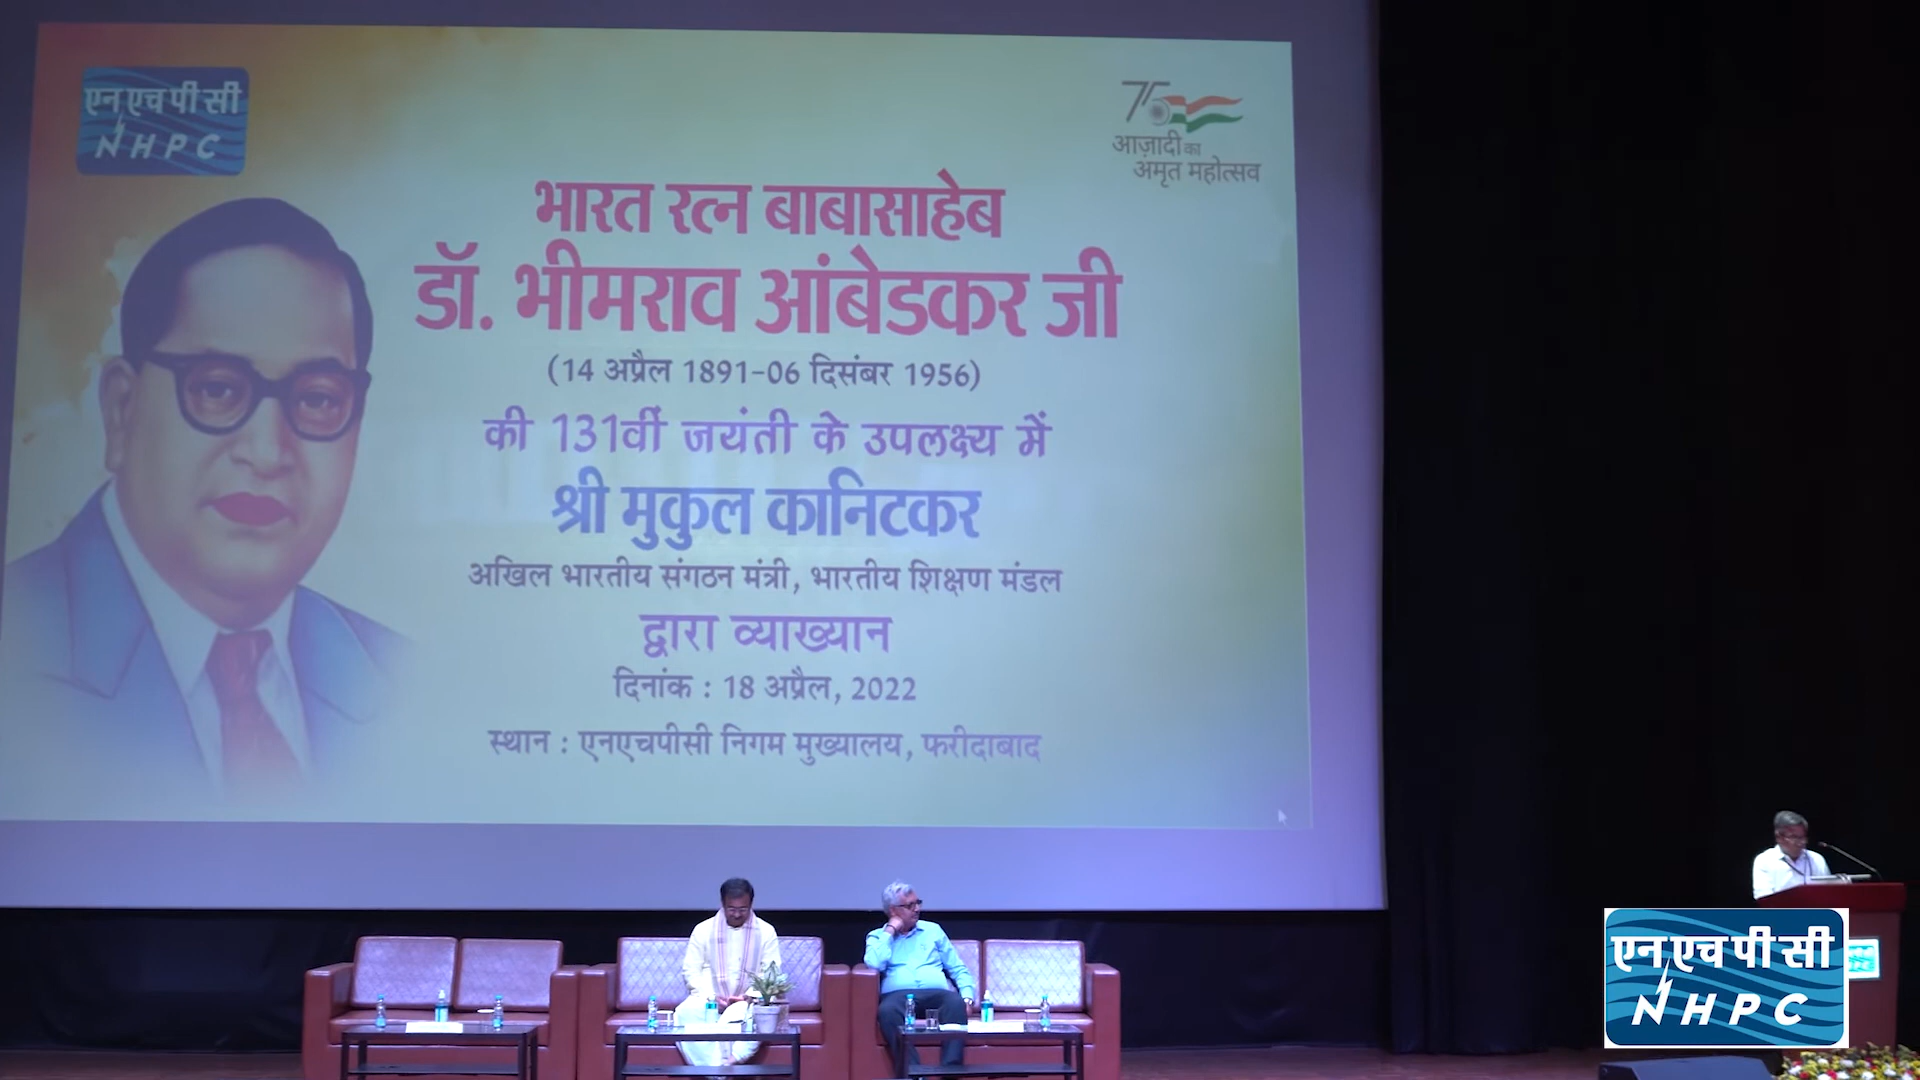 एनएचपीसी
NHPC
75
आज़ादी का
अमृत महोत्सव
भारत रत्न बाबासाहेब
डॉ. भीमराव आंबेडकर जी
(14 अप्रैल 1891-06 दिसंबर 1956)
की 131वीं जयंती के उपलक्ष्य में
श्री मुकुल कानिटकर
अखिल भारतीय संगठन मंत्री, भारतीय शिक्षण मंडल
द्वारा व्याख्यान
दिनांक : 18 अप्रैल, 2022
स्थान : एनएचपीसी निगम मुख्यालय, फरीदाबाद
एनएचपीसी
NHPC